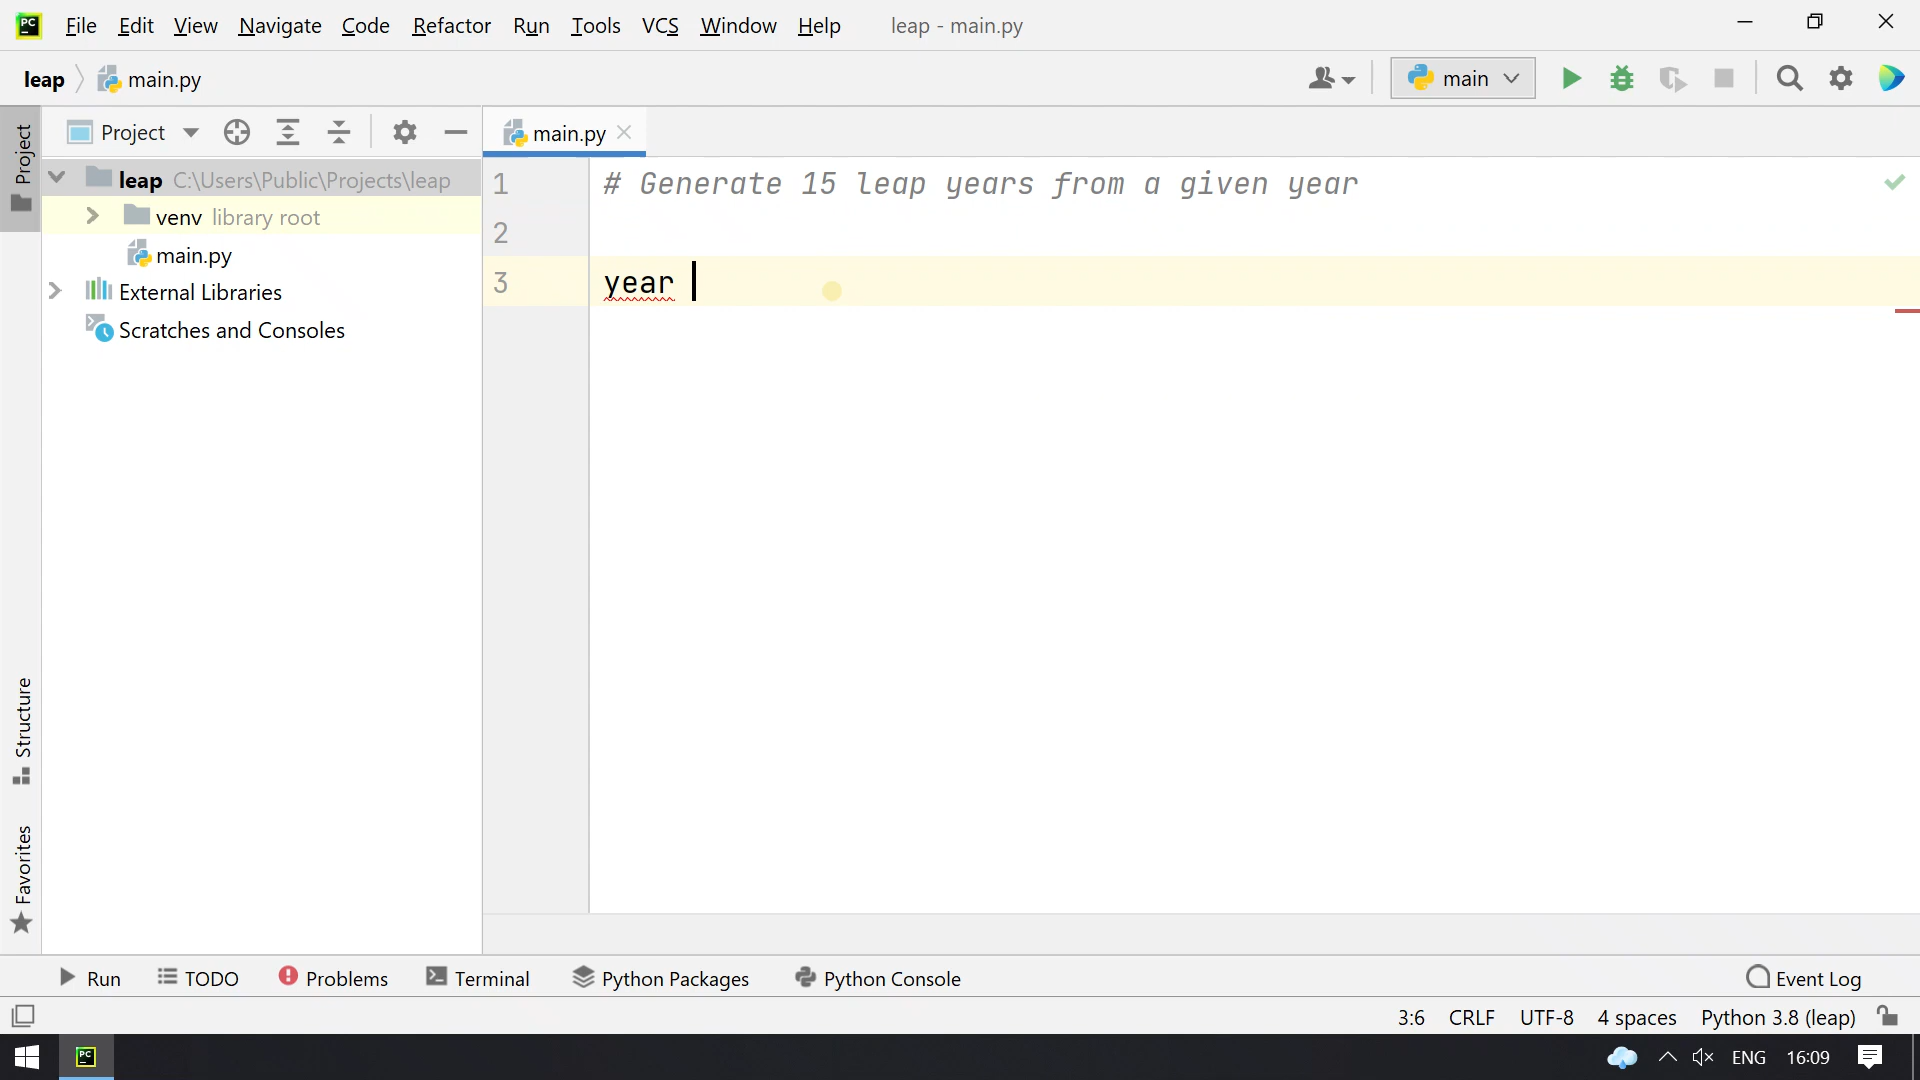 PC File Edit View Navigate Code Refactor Run Tools VCS Window Help leap - main.py
leap main.py main
Project main.py
Project
leap C:\Users\Public\Projects\leap
venv library root
main.py
External Libraries
Scratches and Consoles
1 # Generate 15 leap years from a given year
2
3 year
Structure
Favorites
Run TODO Problems Terminal Python Packages Python Console Event Log
3:6 CRLF UTF-8 4 spaces Python 3.8 (leap)
PC ENG 16:09